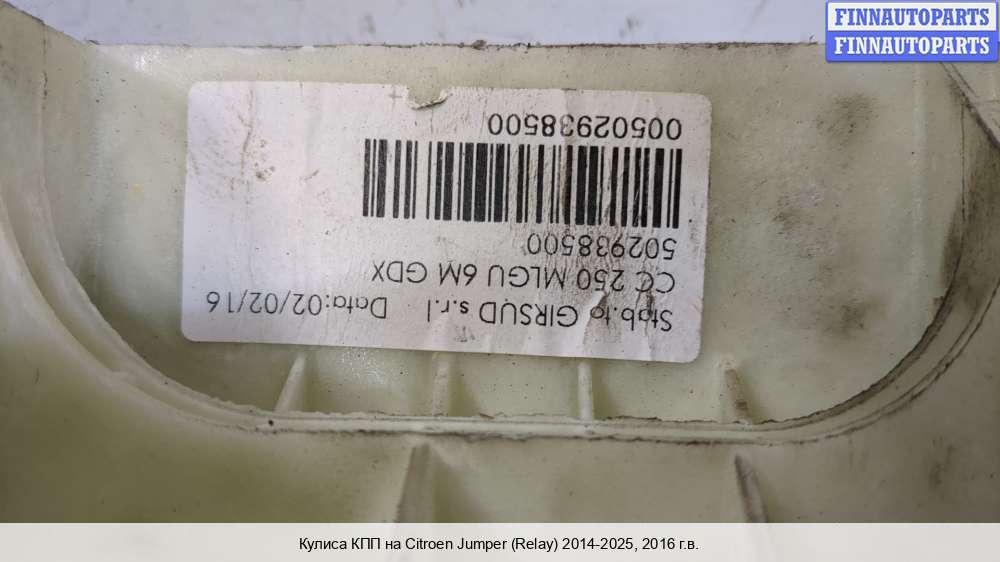 FINNAUTOPARTS
FINNAUTOPARTS
Stab.to GIRSUD s.r.l Data:02/02/16
CC 250 MLGU 6M GDX
502938500
00502938500
Кулиса КПП на Citroen Jumper (Relay) 2014-2025, 2016 г.в.